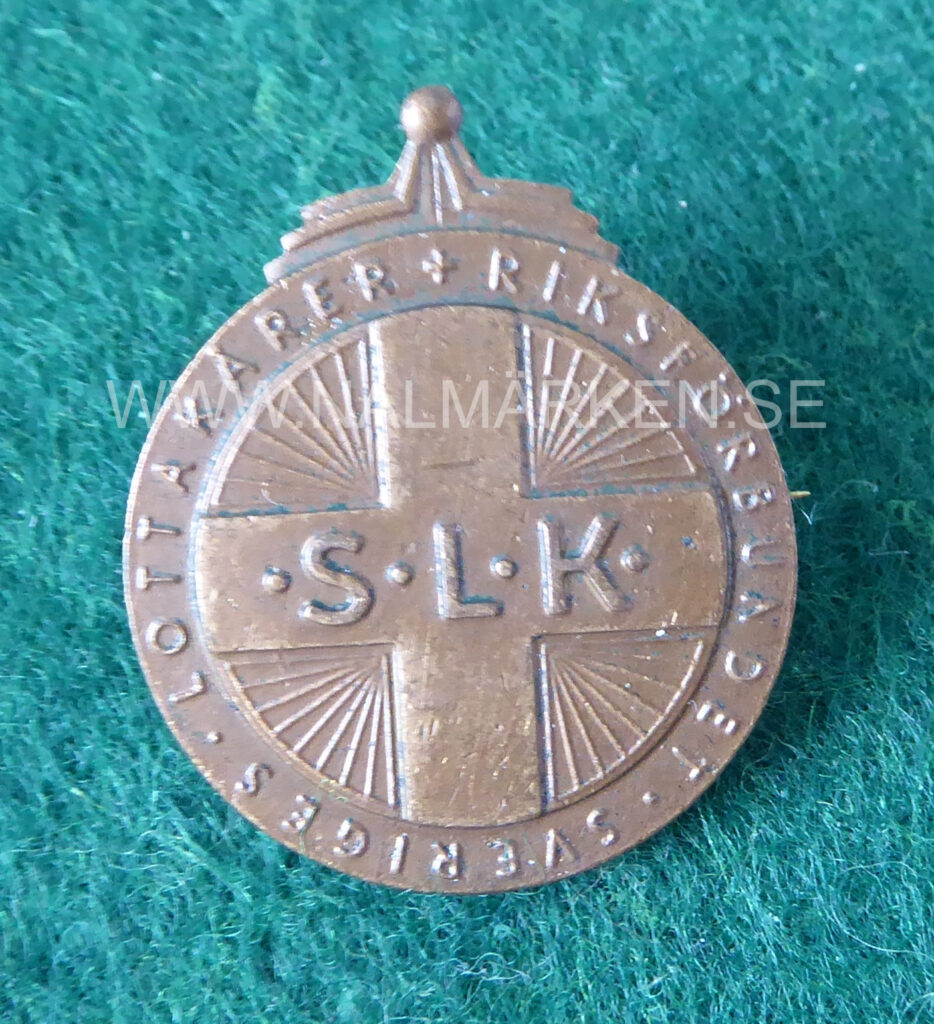 + RIKSFÖRBUNDET · SVERIGES · LOTTAKÅRER
·S·L·K·
WWW.NÅLMÄRKEN.SE